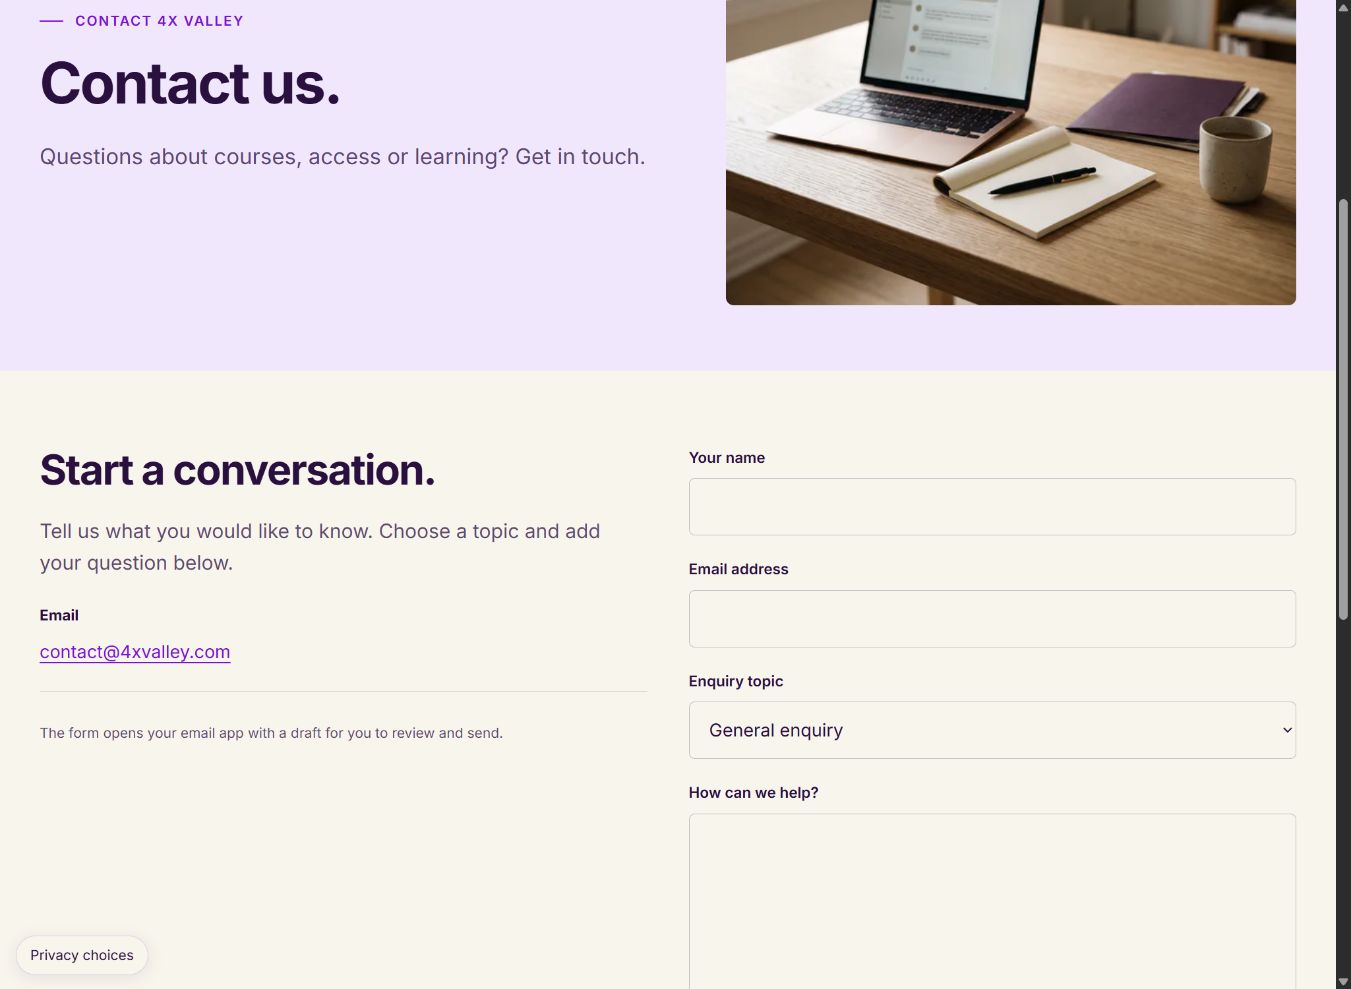 CONTACT 4X VALLEY
Contact us.
Questions about courses, access or learning? Get in touch.
Start a conversation.
Tell us what you would like to know. Choose a topic and add
your question below.
Email
contact@4xvalley.com
The form opens your email app with a draft for you to review and send.
Your name
Email address
Enquiry topic
General enquiry
How can we help?
Privacy choices